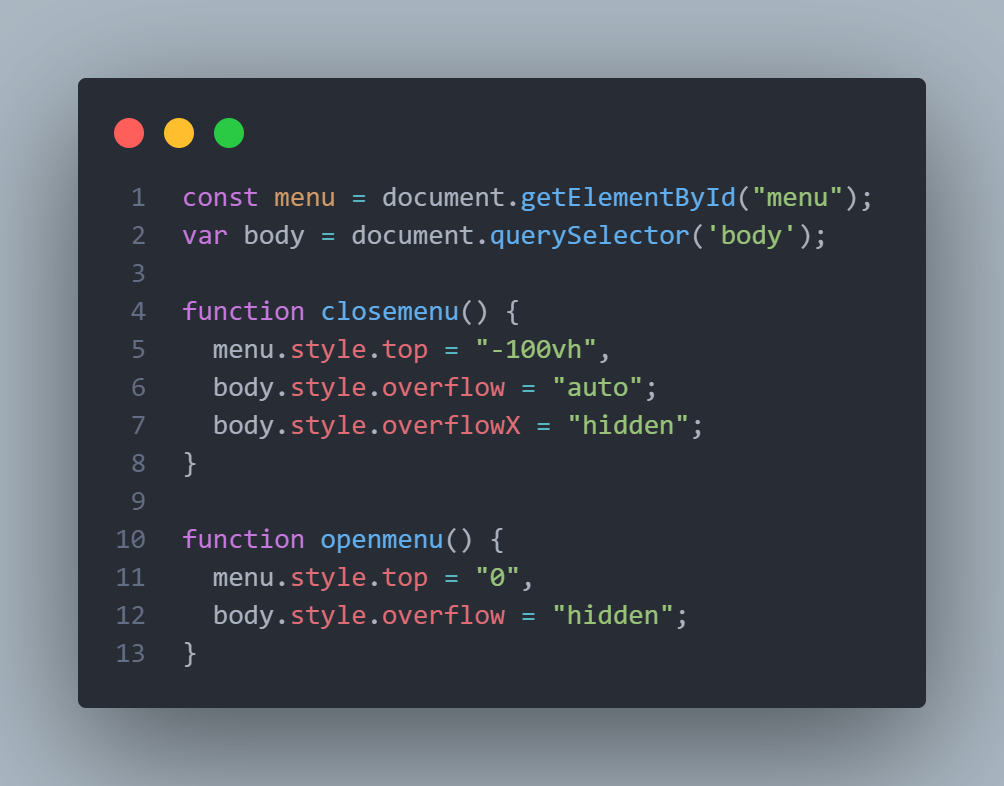 1 const menu = document.getElementById("menu");
2 var body = document.querySelector('body');
3
4 function closemenu() {
5   menu.style.top = "-100vh",
6   body.style.overflow = "auto";
7   body.style.overflowX = "hidden";
8 }
9
10 function openmenu() {
11   menu.style.top = "0",
12   body.style.overflow = "hidden";
13 }